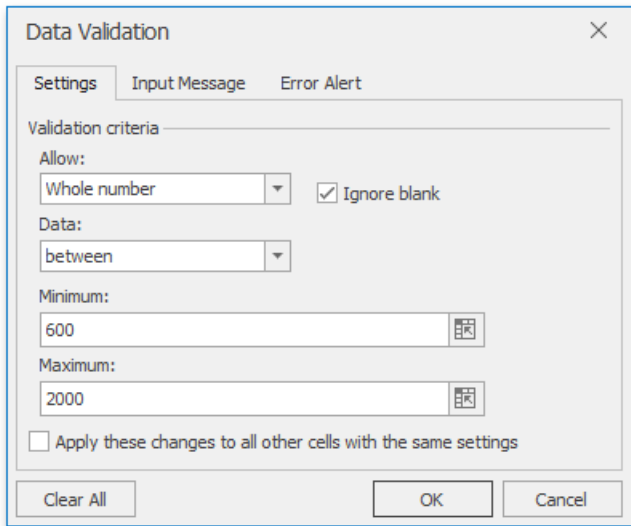 Data Validation
Settings Input Message Error Alert
Validation criteria
Allow:
Whole number Ignore blank
Data:
between
Minimum:
600
Maximum:
2000
Apply these changes to all other cells with the same settings
Clear All OK Cancel